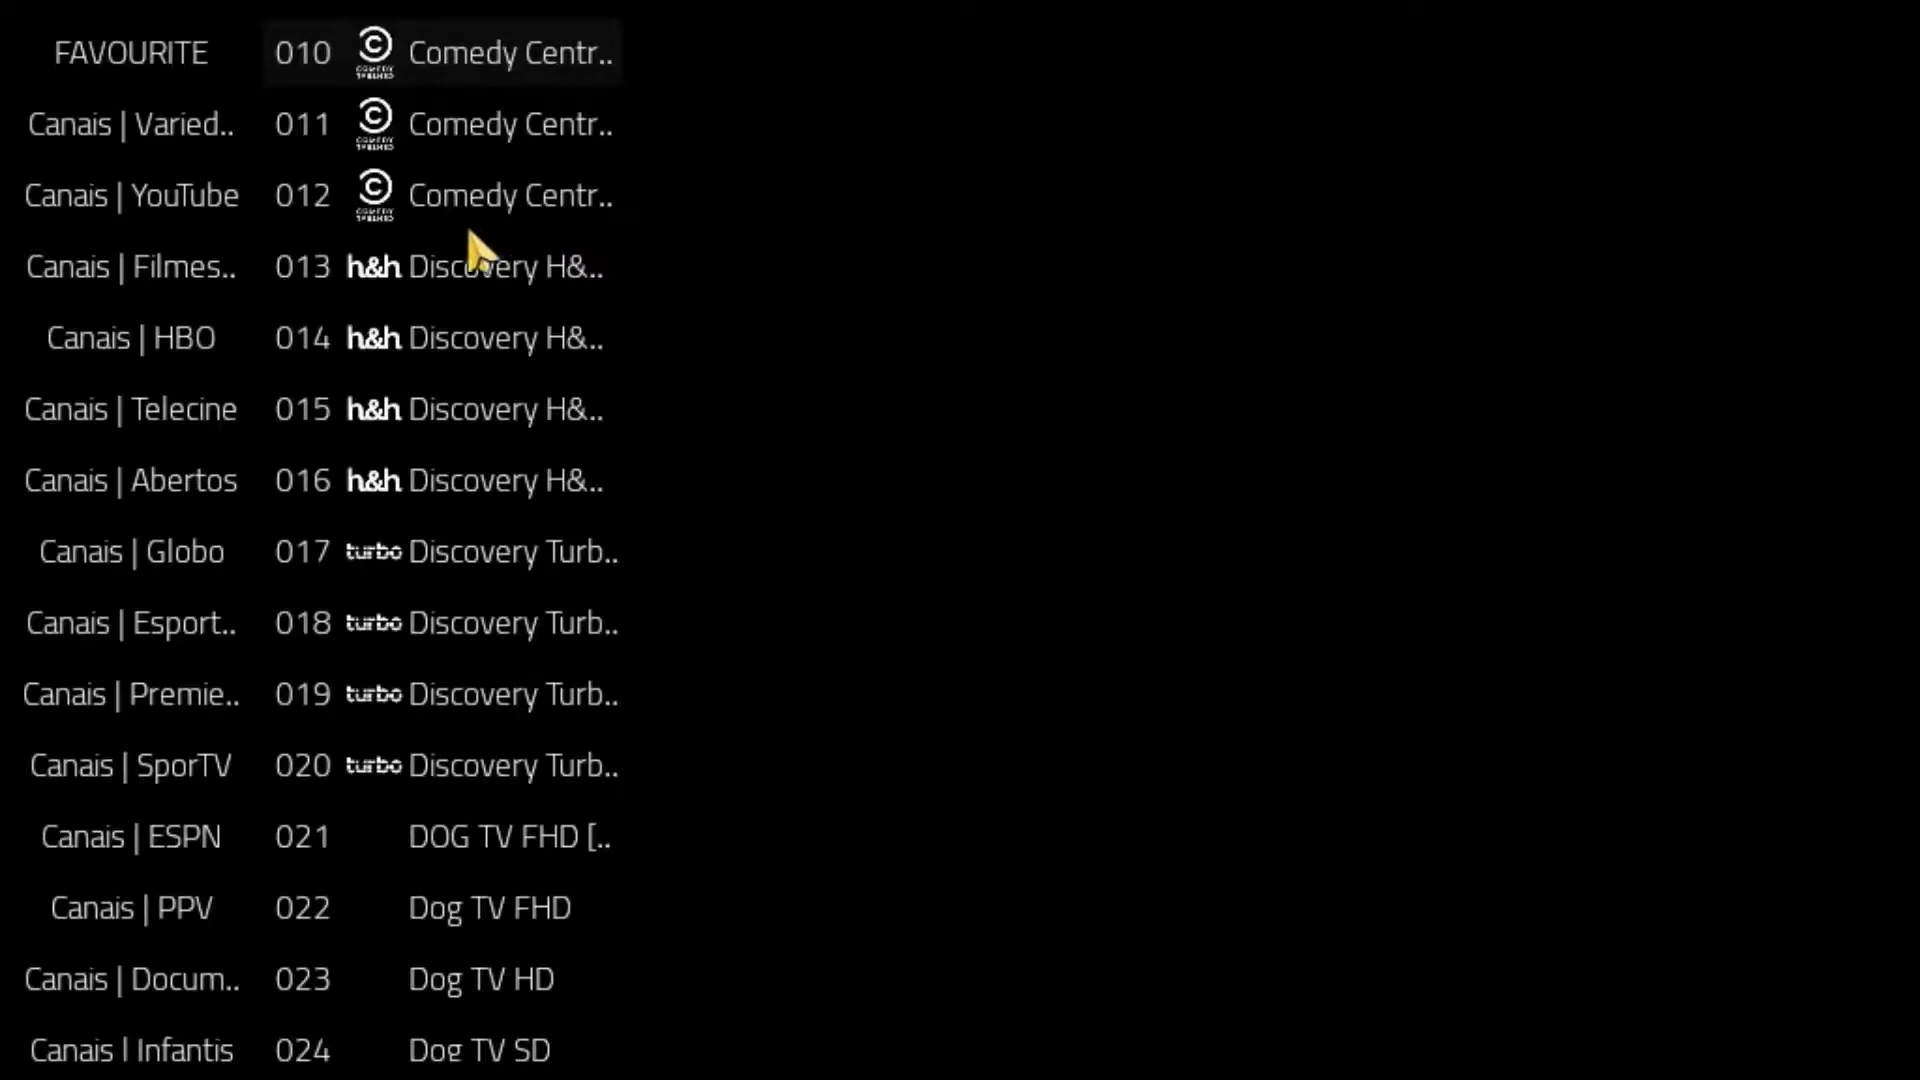 FAVOURITE 010 Comedy Centr..
Canais | Varied.. 011 Comedy Centr..
Canais | YouTube 012 Comedy Centr..
Canais | Filmes.. 013 h&h Discovery H&..
Canais | HBO 014 h&h Discovery H&..
Canais | Telecine 015 h&h Discovery H&..
Canais | Abertos 016 h&h Discovery H&..
Canais | Globo 017 turbo Discovery Turb..
Canais | Esport.. 018 turbo Discovery Turb..
Canais | Premie.. 019 turbo Discovery Turb..
Canais | SporTV 020 turbo Discovery Turb..
Canais | ESPN 021 DOG TV FHD [..
Canais | PPV 022 Dog TV FHD
Canais | Docum.. 023 Dog TV HD
Canais | Infantis 024 Dog TV SD